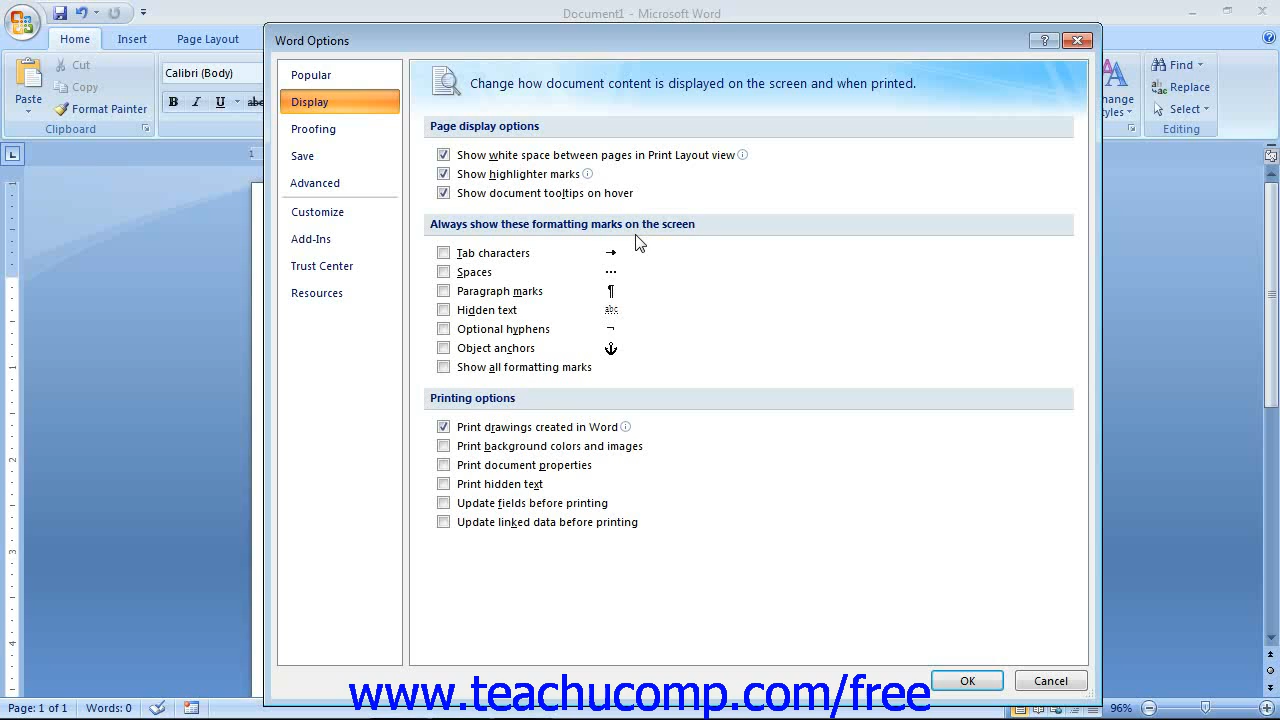 Document1 - Microsoft Word
Home Insert Page Layout
Cut
Copy
Format Painter
Paste
Clipboard
Calibri (Body)
B I U abc
Find
Replace
Select
Editing
Word Options
Popular
Display
Proofing
Save
Advanced
Customize
Add-Ins
Trust Center
Resources
Change how document content is displayed on the screen and when printed.
Page display options
Show white space between pages in Print Layout view
Show highlighter marks
Show document tooltips on hover
Always show these formatting marks on the screen
Tab characters →
Spaces ···
Paragraph marks ¶
Hidden text abc
Optional hyphens ¬
Object anchors
Show all formatting marks
Printing options
Print drawings created in Word
Print background colors and images
Print document properties
Print hidden text
Update fields before printing
Update linked data before printing
OK Cancel
www.teachucomp.com/free
Page: 1 of 1 Words: 0 96%